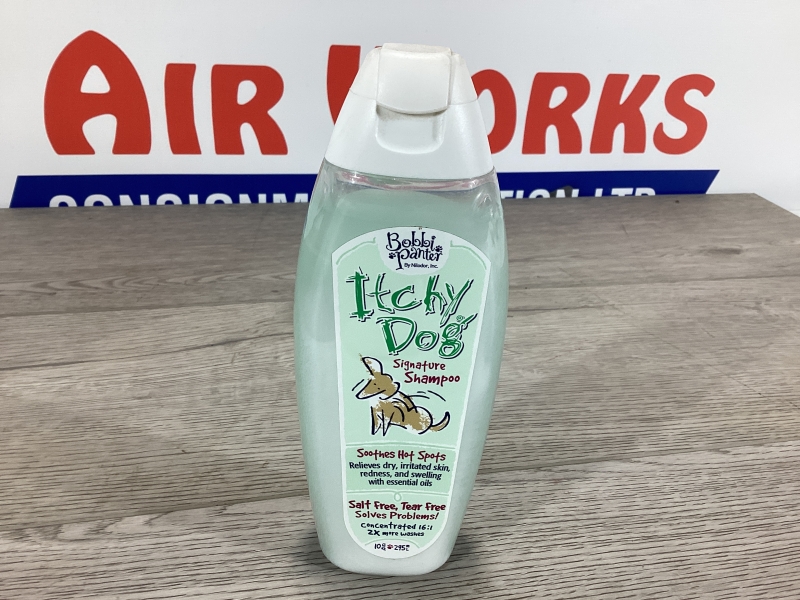 AIR WORKS
Bobbi
Panter
By Nilodor, Inc.
Itchy
Dog
Signature
Shampoo
Soothes Hot Spots
Relieves dry, irritated skin,
redness, and swelling
with essential oils
Salt Free, Tear Free
Solves Problems!
Concentrated 16:1
2X more washes